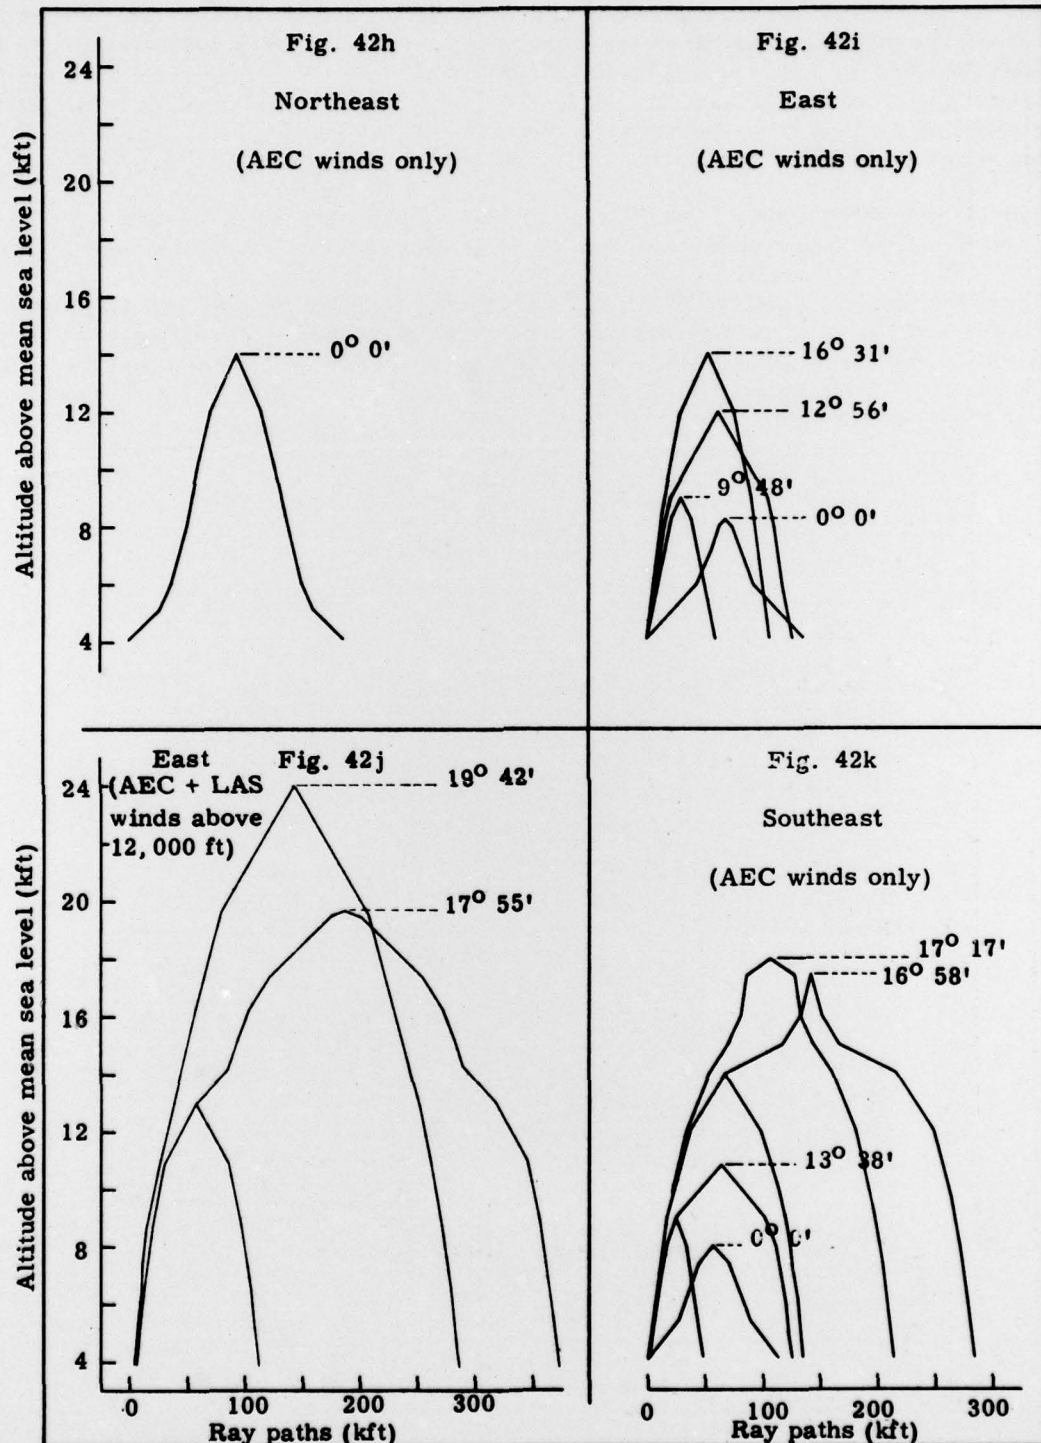 Fig. 42h
Northeast
(AEC winds only)
Altitude above mean sea level (kft)
24
20
16
12
8
4
0° 0'
Fig. 42i
East
(AEC winds only)
16° 31'
12° 56'
9° 48'
0° 0'
East
Fig. 42j
(AEC + LAS
winds above
12,000 ft)
Altitude above mean sea level (kft)
24
20
16
12
8
4
19° 42'
17° 55'
0
100
200
300
Ray paths (kft)
Fig. 42k
Southeast
(AEC winds only)
17° 17'
16° 58'
13° 38'
0° 0'
0
100
200
300
Ray paths (kft)